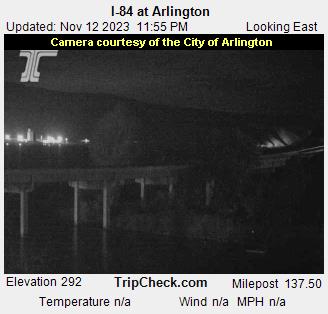 I-84 at Arlington
Updated: Nov 12 2023 11:55 PM Looking East
Camera courtesy of the City of Arlington
Elevation 292 TripCheck.com Milepost 137.50
Temperature n/a Wind n/a MPH n/a